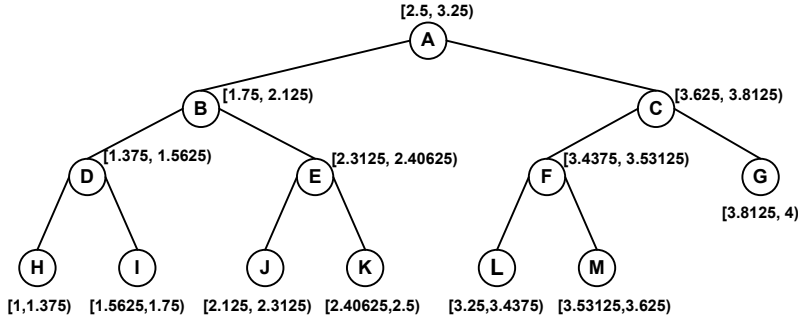 [2.5, 3.25)
A
B
[1.75, 2.125)
C
[3.625, 3.8125)
D
[1.375, 1.5625)
E
[2.3125, 2.40625)
F
[3.4375, 3.53125)
G
[3.8125, 4)
H
I
J
K
L
M
[1,1.375)
[1.5625,1.75)
[2.125, 2.3125)
[2.40625,2.5)
[3.25,3.4375)
[3.53125,3.625)